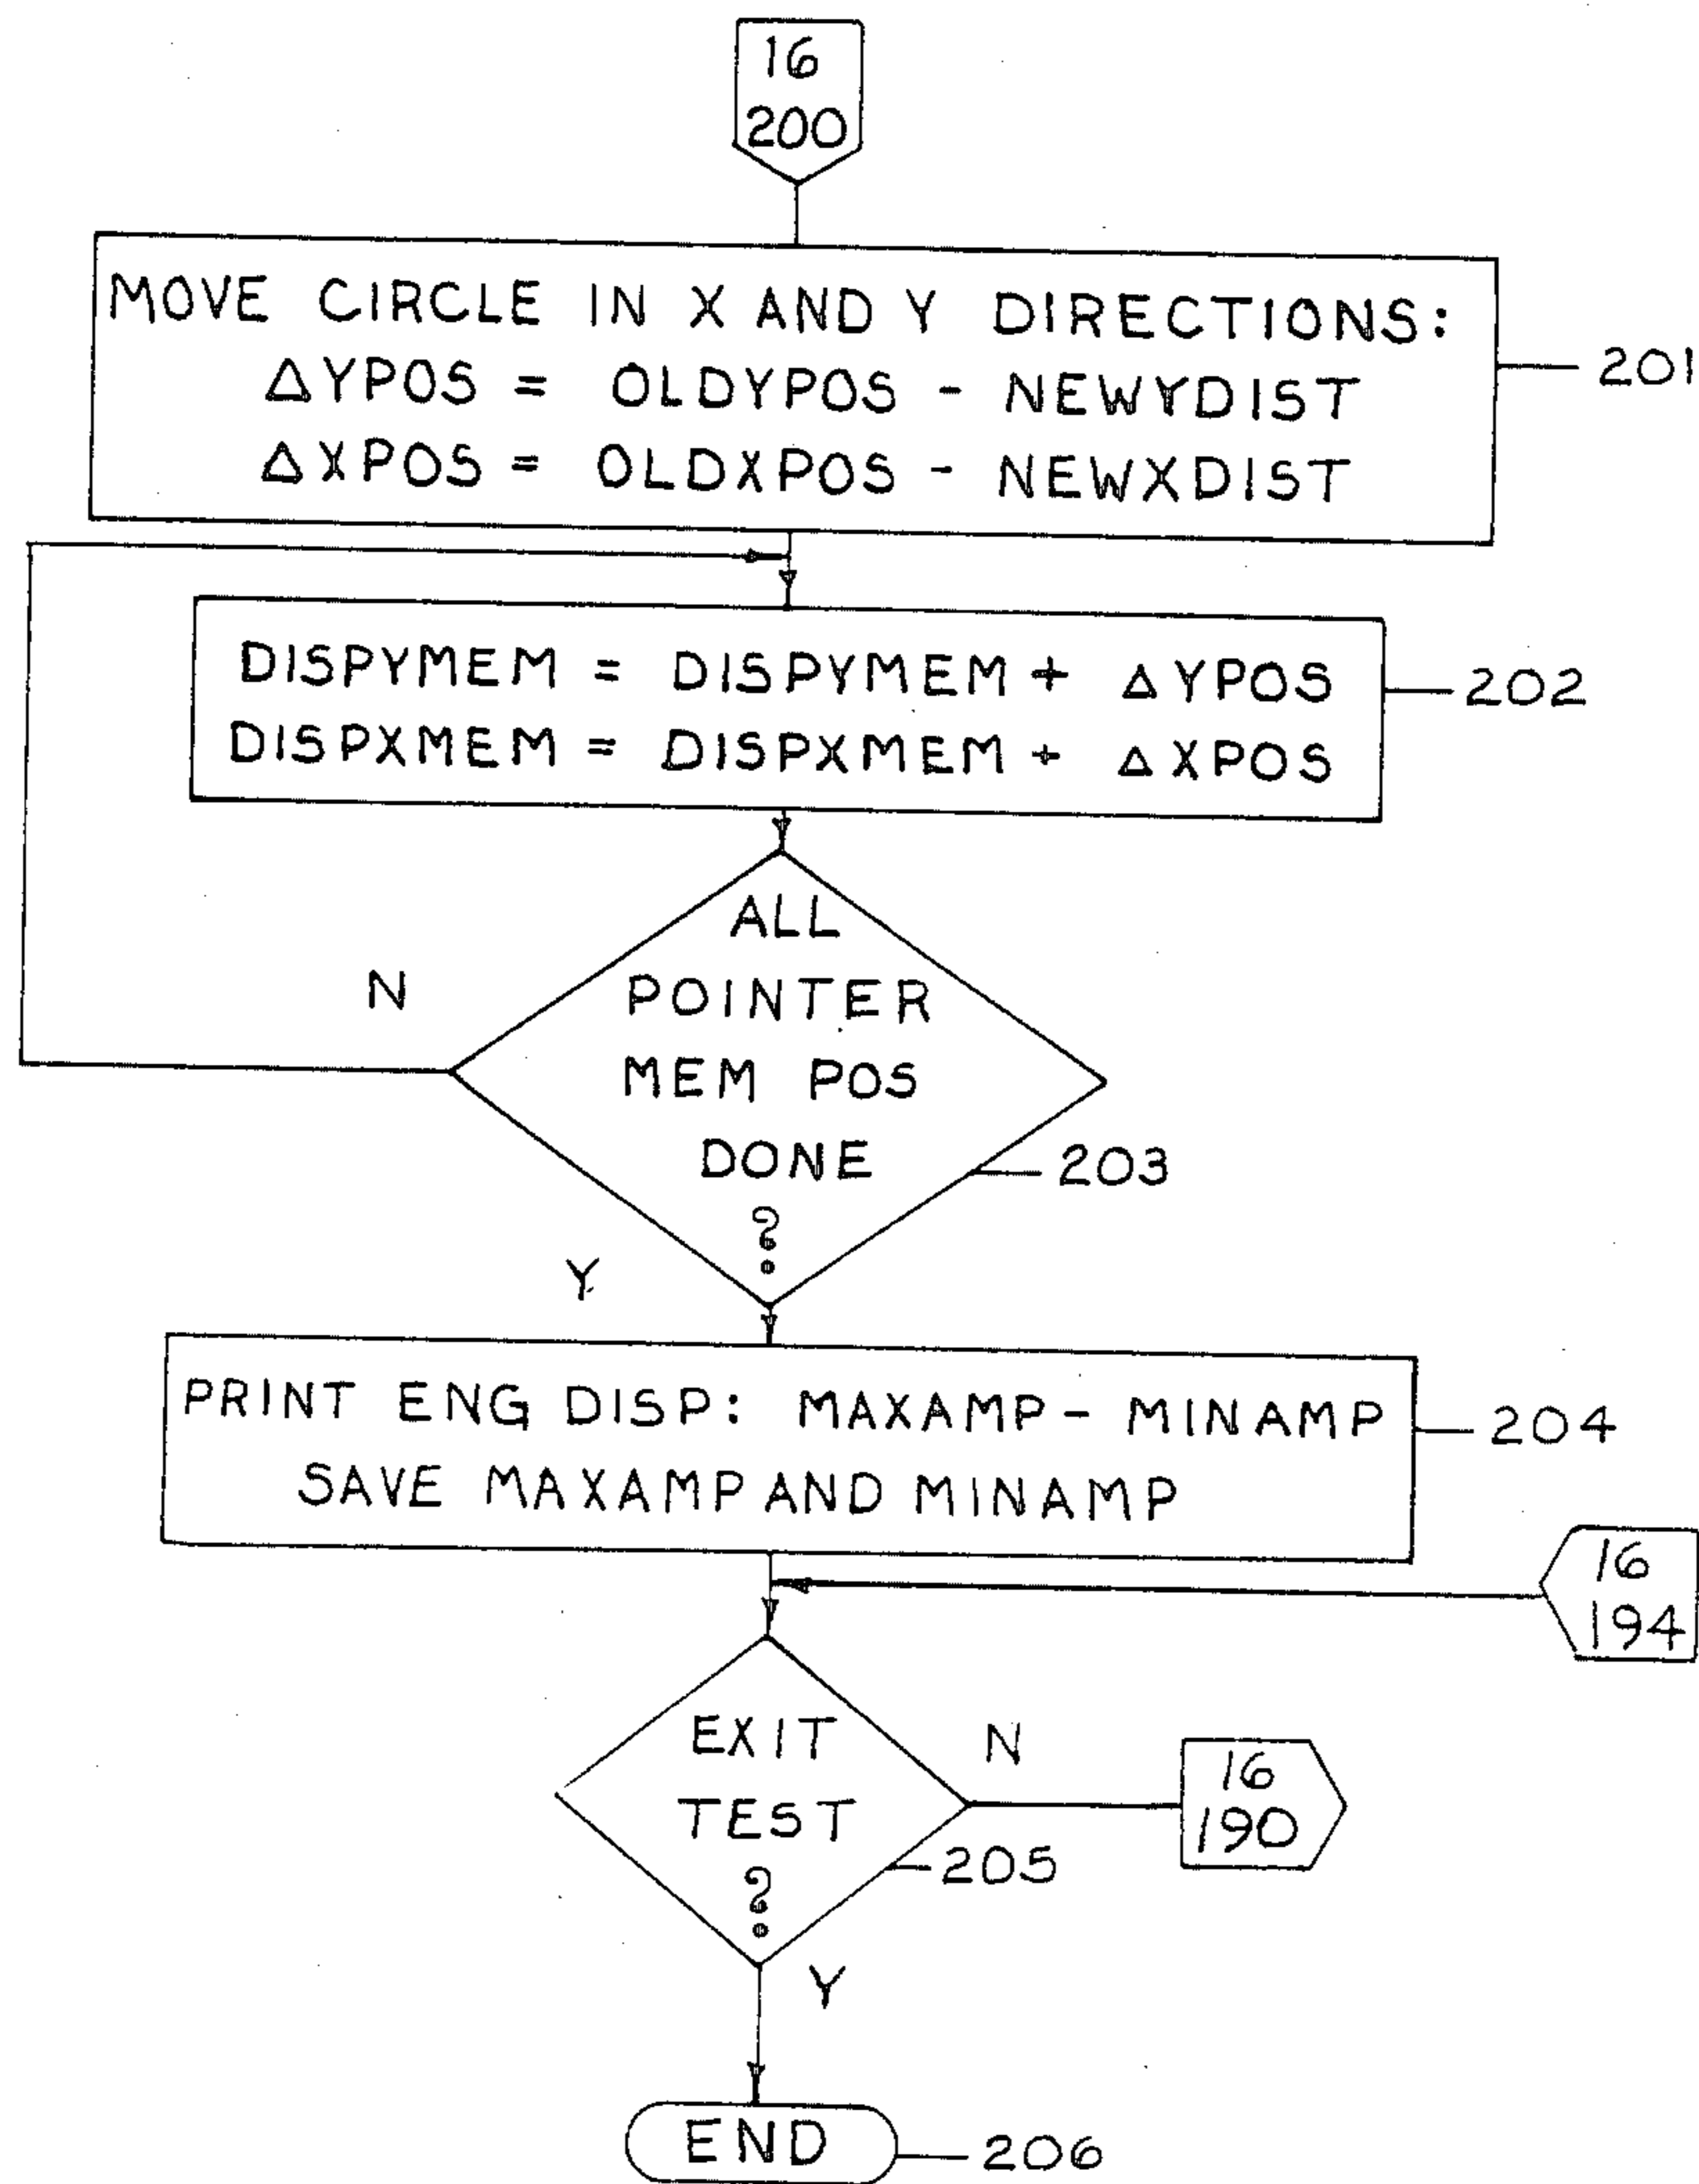 16
200
MOVE CIRCLE IN X AND Y DIRECTIONS:
ΔYPOS = OLDYPOS - NEWYDIST
ΔXPOS = OLDXPOS - NEWXDIST
201
DISPYMEM = DISPYMEM + ΔYPOS
DISPXMEM = DISPXMEM + ΔXPOS
202
ALL
POINTER
MEM POS
DONE
?
N
203
Y
PRINT ENG DISP: MAXAMP - MINAMP
SAVE MAXAMP AND MINAMP
204
16
194
EXIT
TEST
?
N
16
190
205
Y
END
206